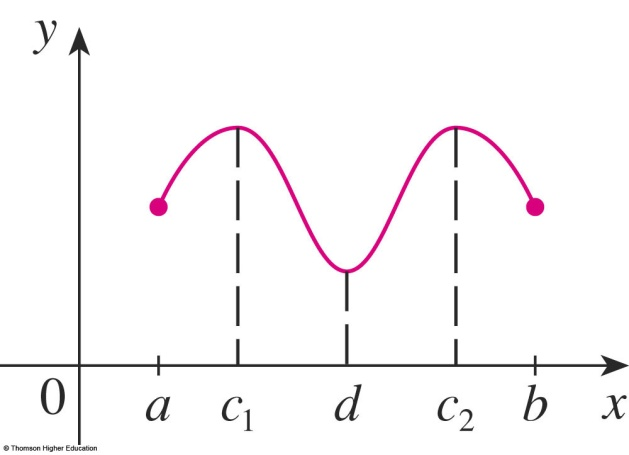 y
0 a c₁ d c₂ b x
© Thomson Higher Education